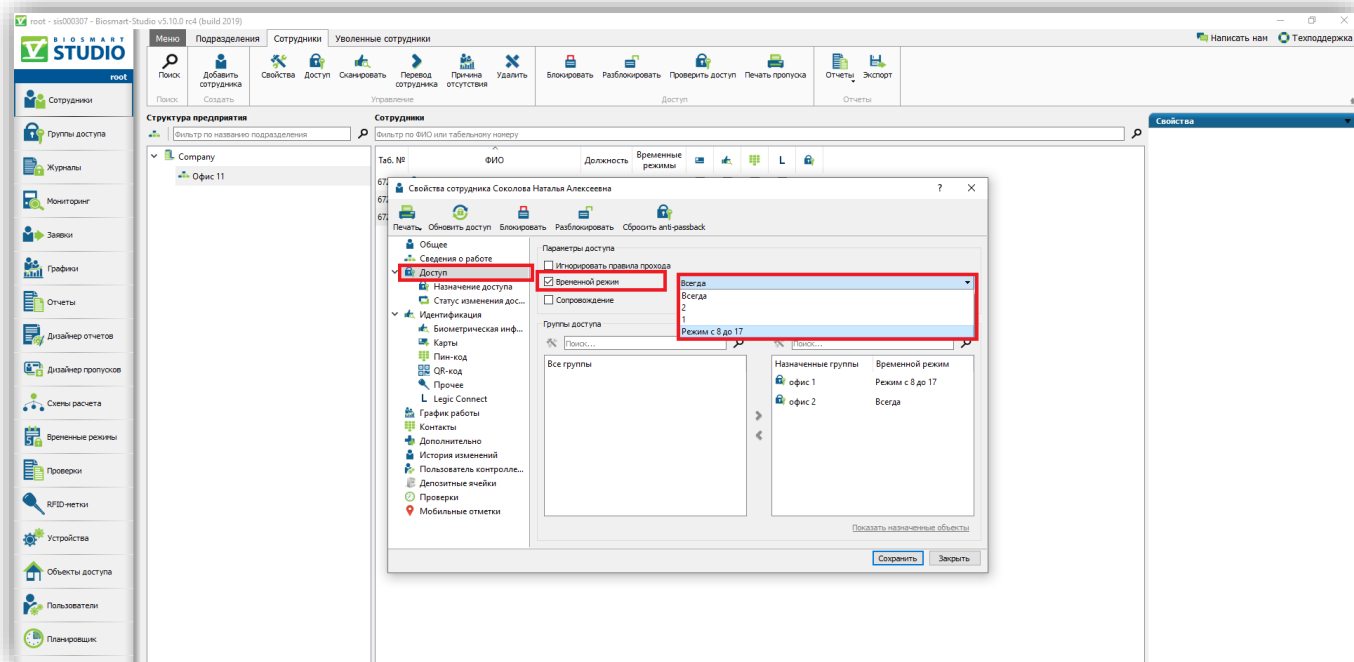 root - sis000307 - Biosmart-Studio v5.10.0 rc4 (build 2019)
BIOSMART
STUDIO
root
Меню Подразделения Сотрудники Уволенные сотрудники
Написать нам Техподдержка
Поиск
Добавить сотрудника
Свойства Доступ Сканировать
Перевод сотрудника
Причина отсутствия
Удалить
Блокировать Разблокировать Проверить доступ Печать пропуска
Отчеты Экспорт
Поиск Создать Управление Доступ Отчеты
Сотрудники
Группы доступа
Журналы
Мониторинг
Заявки
Графики
Отчеты
Дизайнер отчетов
Дизайнер пропусков
Схемы расчета
Временные режимы
Проверки
RFID-метки
Устройства
Объекты доступа
Пользователи
Планировщик
Структура предприятия
Фильтр по названию подразделения
Company
Офис 11
Сотрудники
Фильтр по ФИО или табельному номеру
Таб. № ФИО Должность Временные режимы L
67
67
67
Свойства
Свойства сотрудника Соколова Наталья Алексеевна
? ×
Печать Обновить доступ Блокировать Разблокировать Сбросить anti-passback
Общее
Сведения о работе
Доступ
Назначение доступа
Статус изменения дос...
Идентификация
Биометрическая инф...
Карты
Пин-код
QR-код
Прочее
L Legic Connect
График работы
Контакты
Дополнительно
История изменений
Пользователь контролле...
Депозитные ячейки
Проверки
Мобильные отметки
Параметры доступа
Игнорировать правила прохода
Временной режим
Сопровождение
Всегда
Всегда
2
1
Режим с 8 до 17
Группы доступа
Поиск...
Поиск...
Все группы
Назначенные группы Временной режим
офис 1 Режим с 8 до 17
офис 2 Всегда
Показать назначенные объекты
Сохранить Закрыть